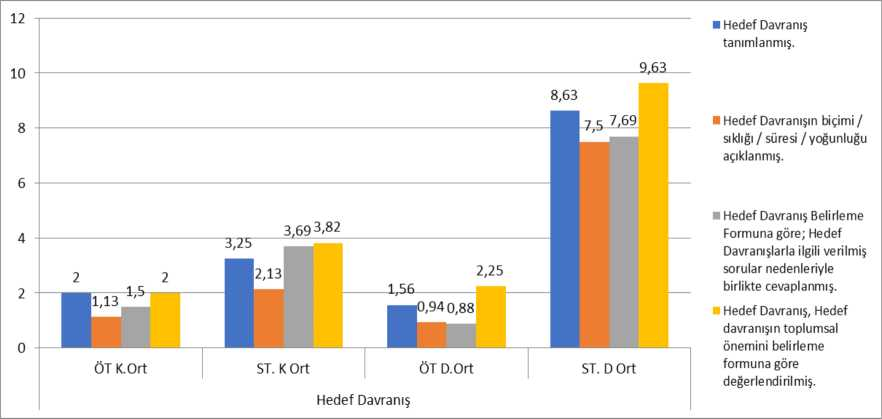 12
10
8
6
4
2
0
2
1,13
1,5
2
3,25
2,13
3,69
3,82
1,56
0,94
0,88
2,25
8,63
7,5
7,69
9,63
ÖT K.Ort
ST. K Ort
ÖT D.Ort
ST. D Ort
Hedef Davranış
Hedef Davranış
tanımlanmış.
Hedef Davranışın biçimi /
sıklığı / süresi / yoğunluğu
açıklanmış.
Hedef Davranış Belirleme
Formuna göre; Hedef
Davranışlarla ilgili verilmiş
sorular nedenleriyle
birlikte cevaplanmış.
Hedef Davranış, Hedef
davranışın toplumsal
önemini belirleme
formuna göre
değerlendirilmiş.